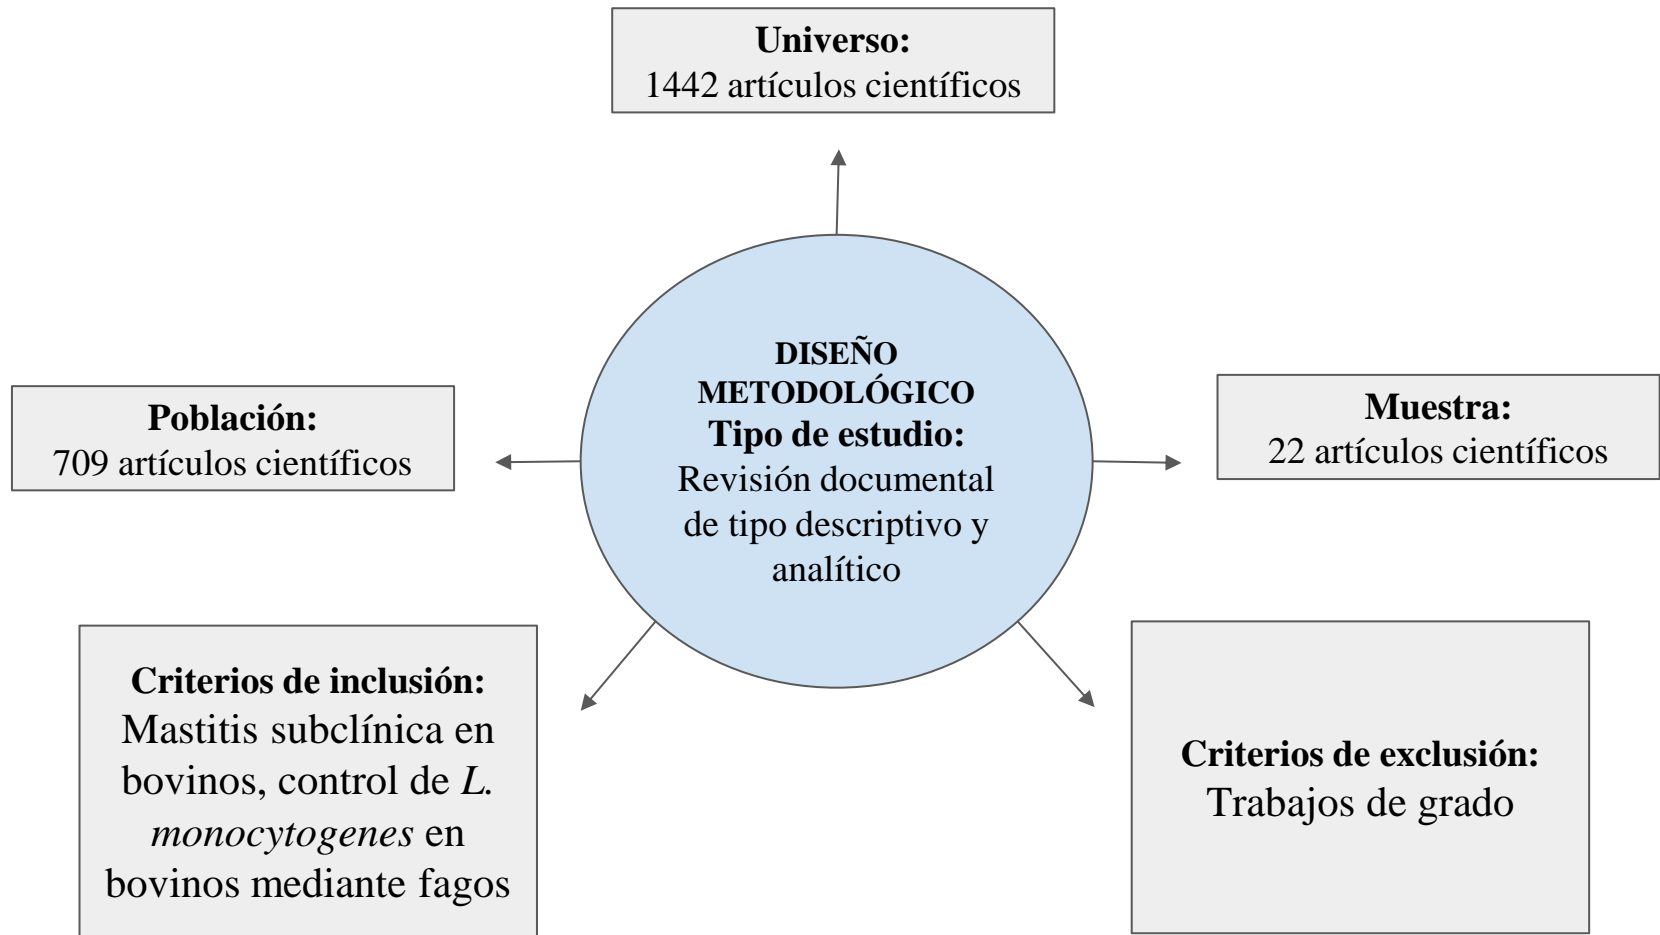 Universo:
1442 artículos científicos
DISEÑO
METODOLÓGICO
Tipo de estudio:
Revisión documental
de tipo descriptivo y
analítico
Población:
709 artículos científicos
Muestra:
22 artículos científicos
Criterios de inclusión:
Mastitis subclínica en
bovinos, control de L.
monocytogenes en
bovinos mediante fagos
Criterios de exclusión:
Trabajos de grado